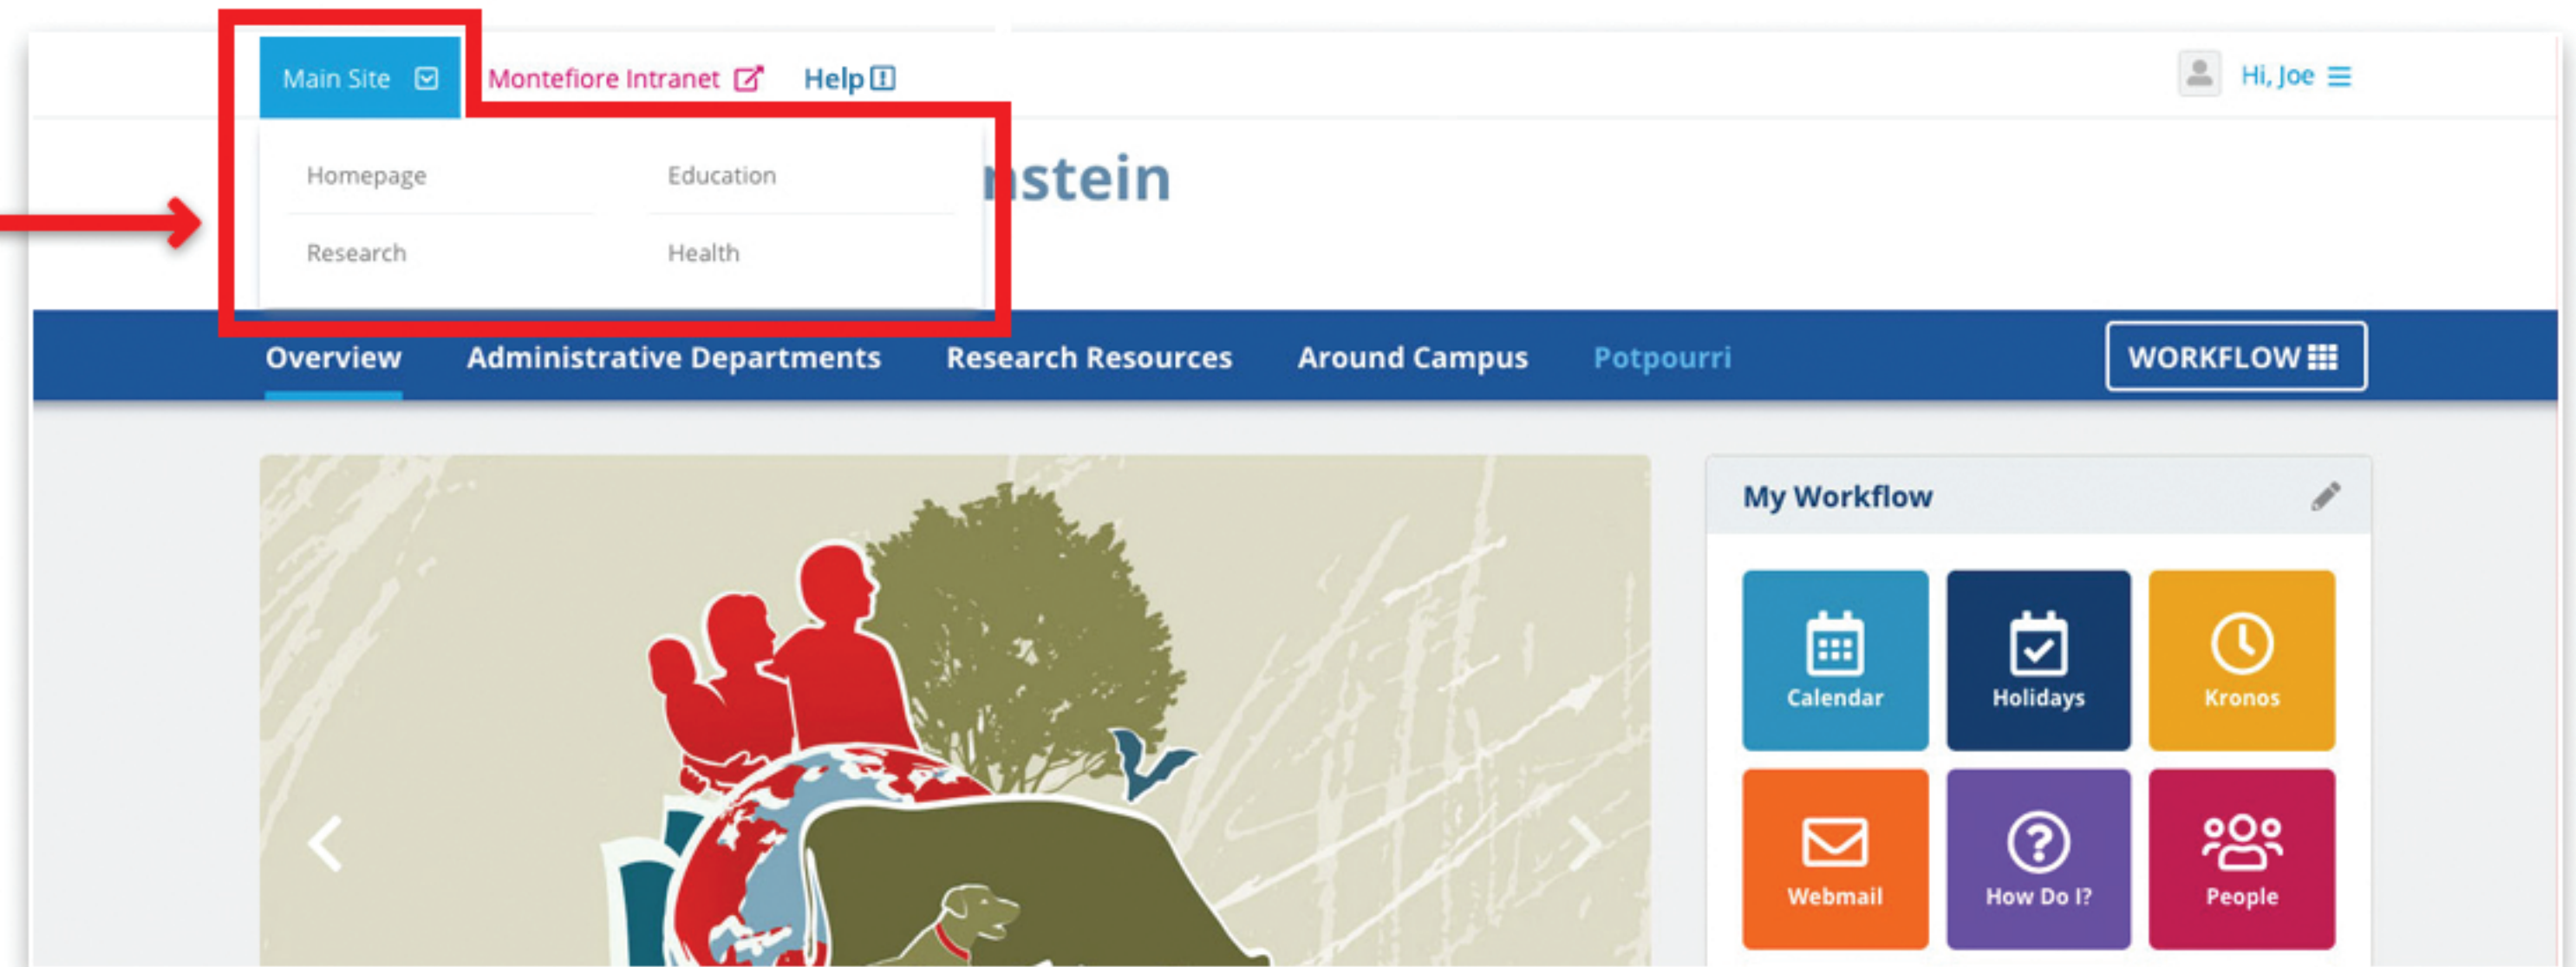 Main Site Montefiore Intranet Help Hi, Joe
Homepage Education
nstein
Research Health
Overview Administrative Departments Research Resources Around Campus Potpourri WORKFLOW
My Workflow
Calendar Holidays Kronos
Webmail How Do I? People